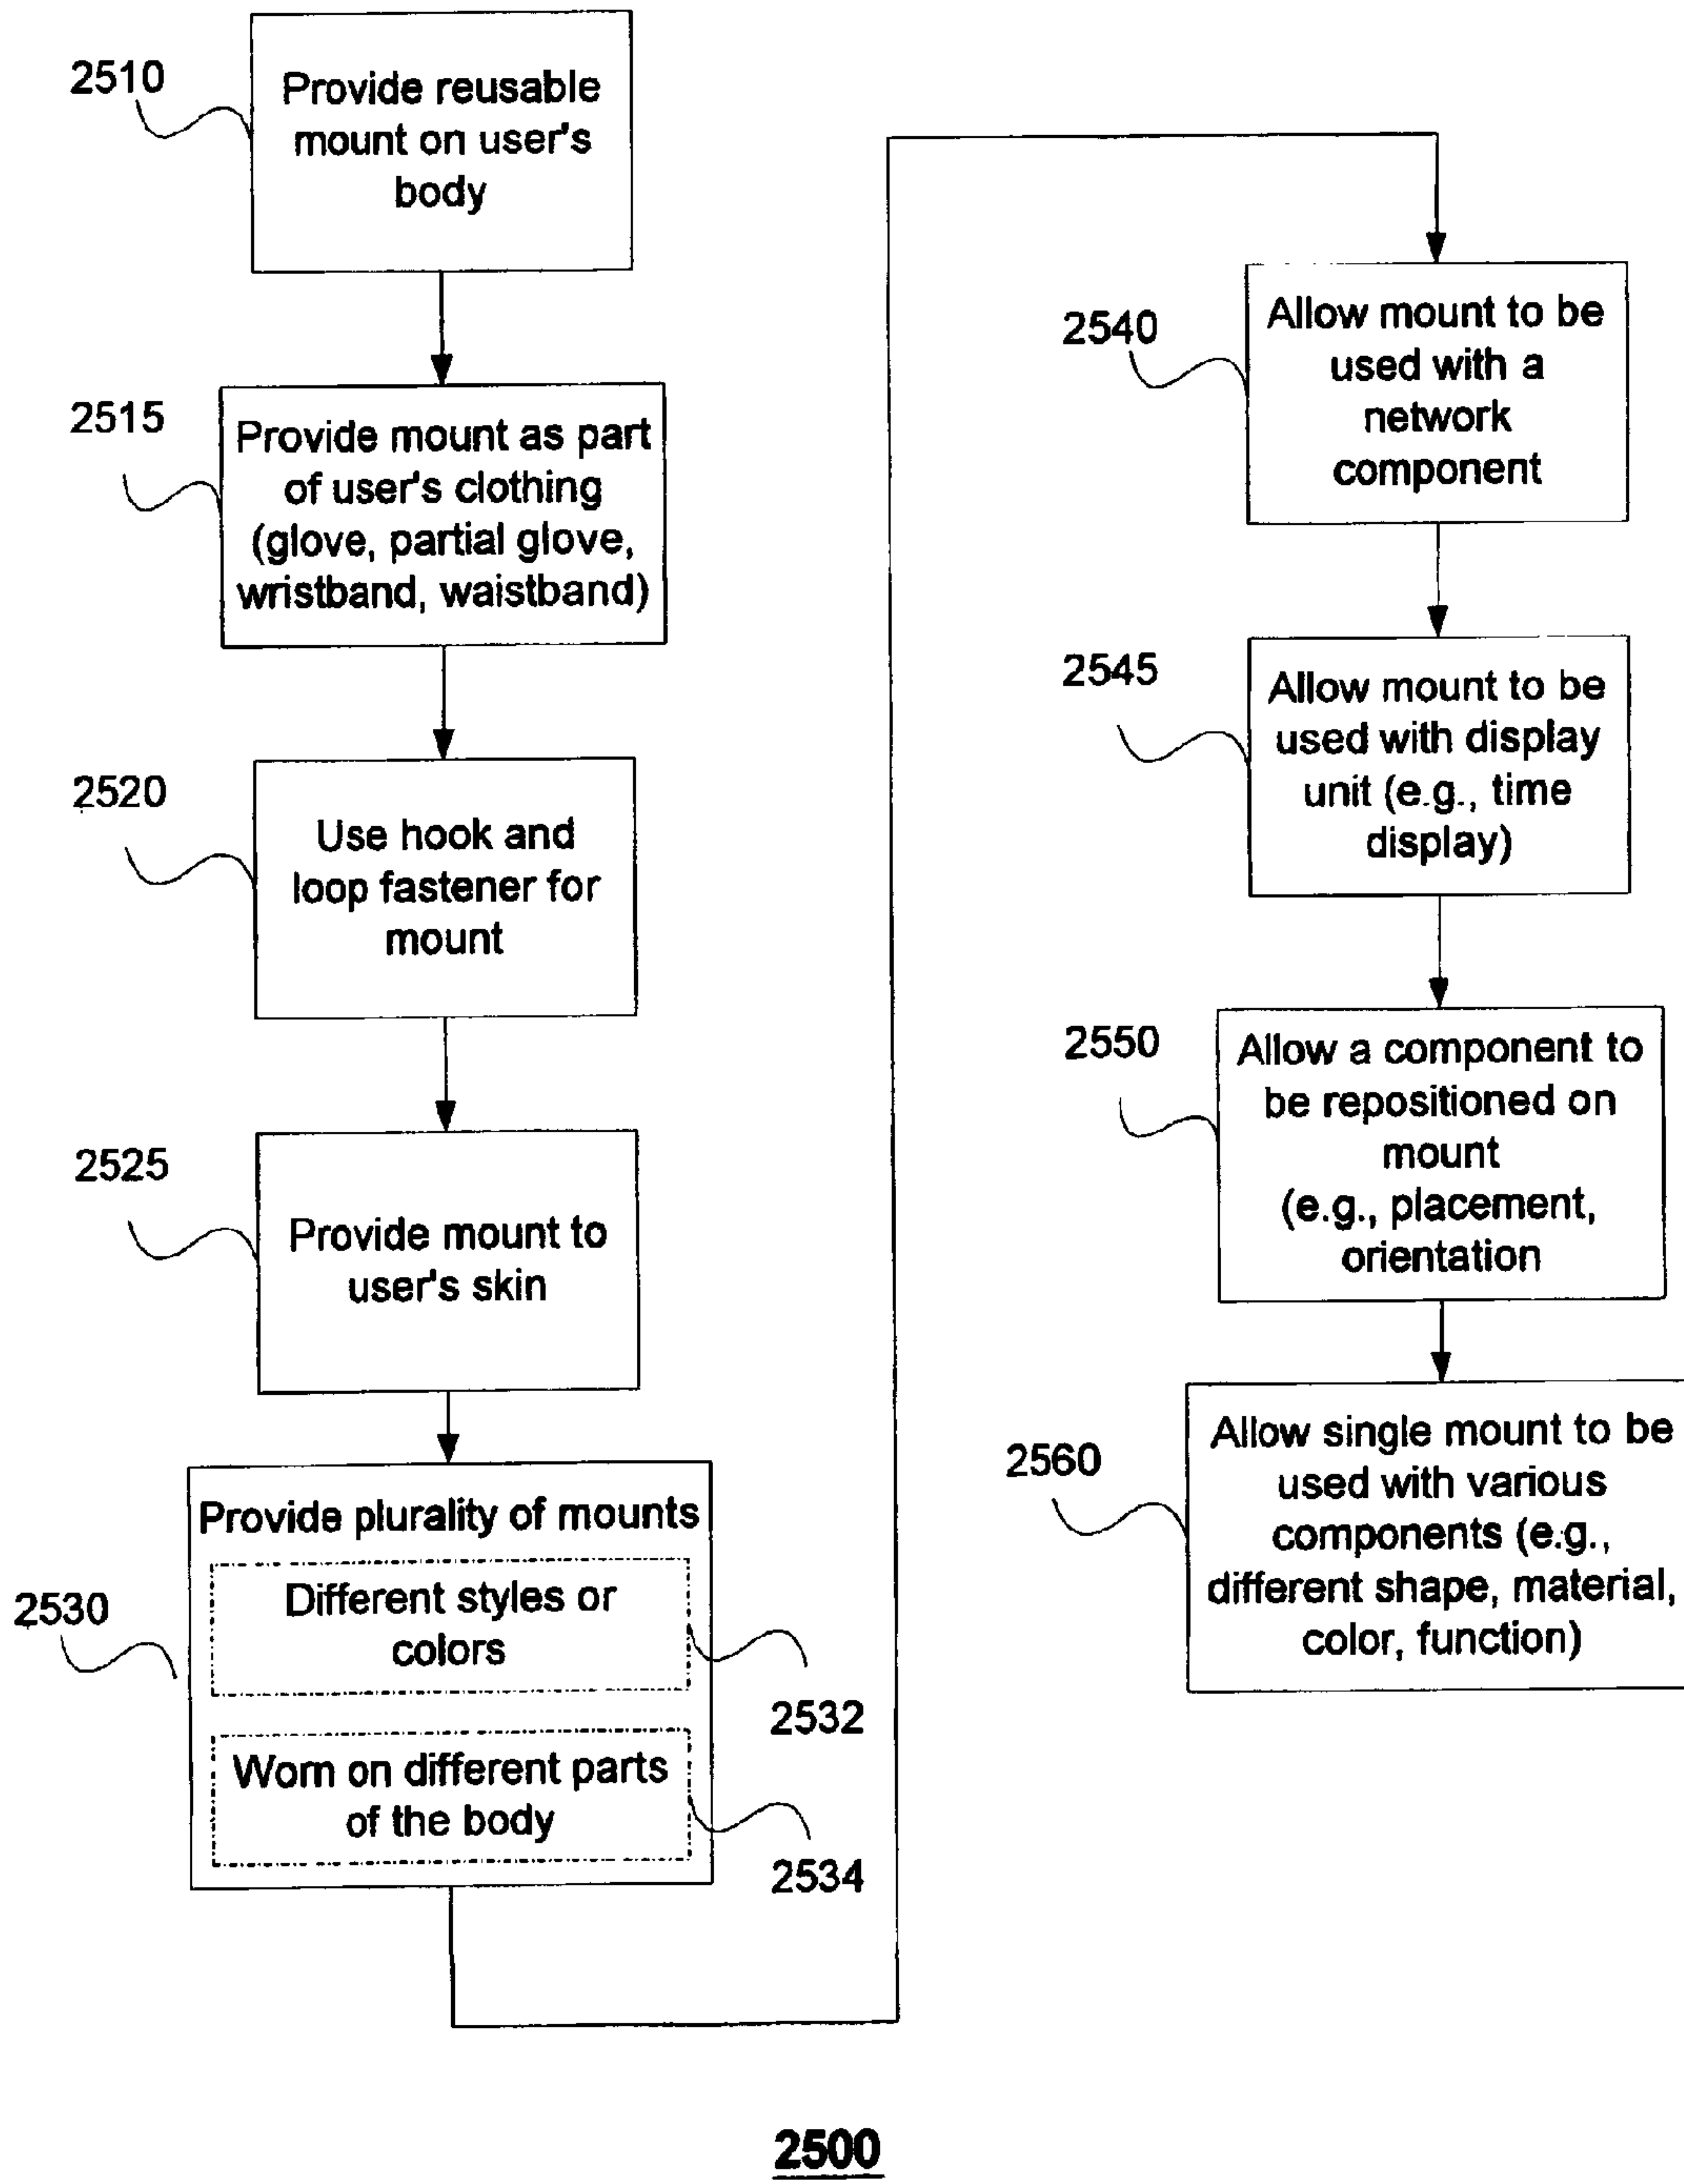 2510
Provide reusable
mount on user's
body
2515
Provide mount as part
of user's clothing
(glove, partial glove,
wristband, waistband)
2520
Use hook and
loop fastener for
mount
2525
Provide mount to
user's skin
2530
Provide plurality of mounts
Different styles or
colors
2532
Worn on different parts
of the body
2534
2540
Allow mount to be
used with a
network
component
2545
Allow mount to be
used with display
unit (e.g., time
display)
2550
Allow a component to
be repositioned on
mount
(e.g., placement,
orientation
2560
Allow single mount to be
used with various
components (e.g.,
different shape, material,
color, function)
2500